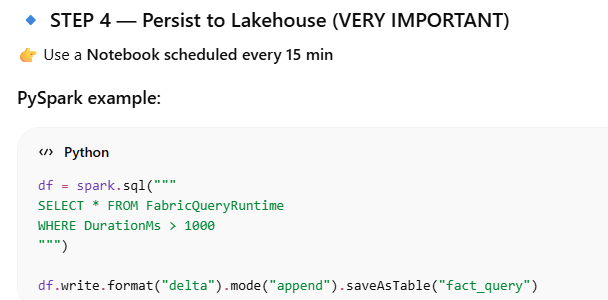 🔹 STEP 4 — Persist to Lakehouse (VERY IMPORTANT)
👉 Use a Notebook scheduled every 15 min
PySpark example:
</> Python
df = spark.sql("""
SELECT * FROM FabricQueryRuntime
WHERE DurationMs > 1000
""")
df.write.format("delta").mode("append").saveAsTable("fact_query")